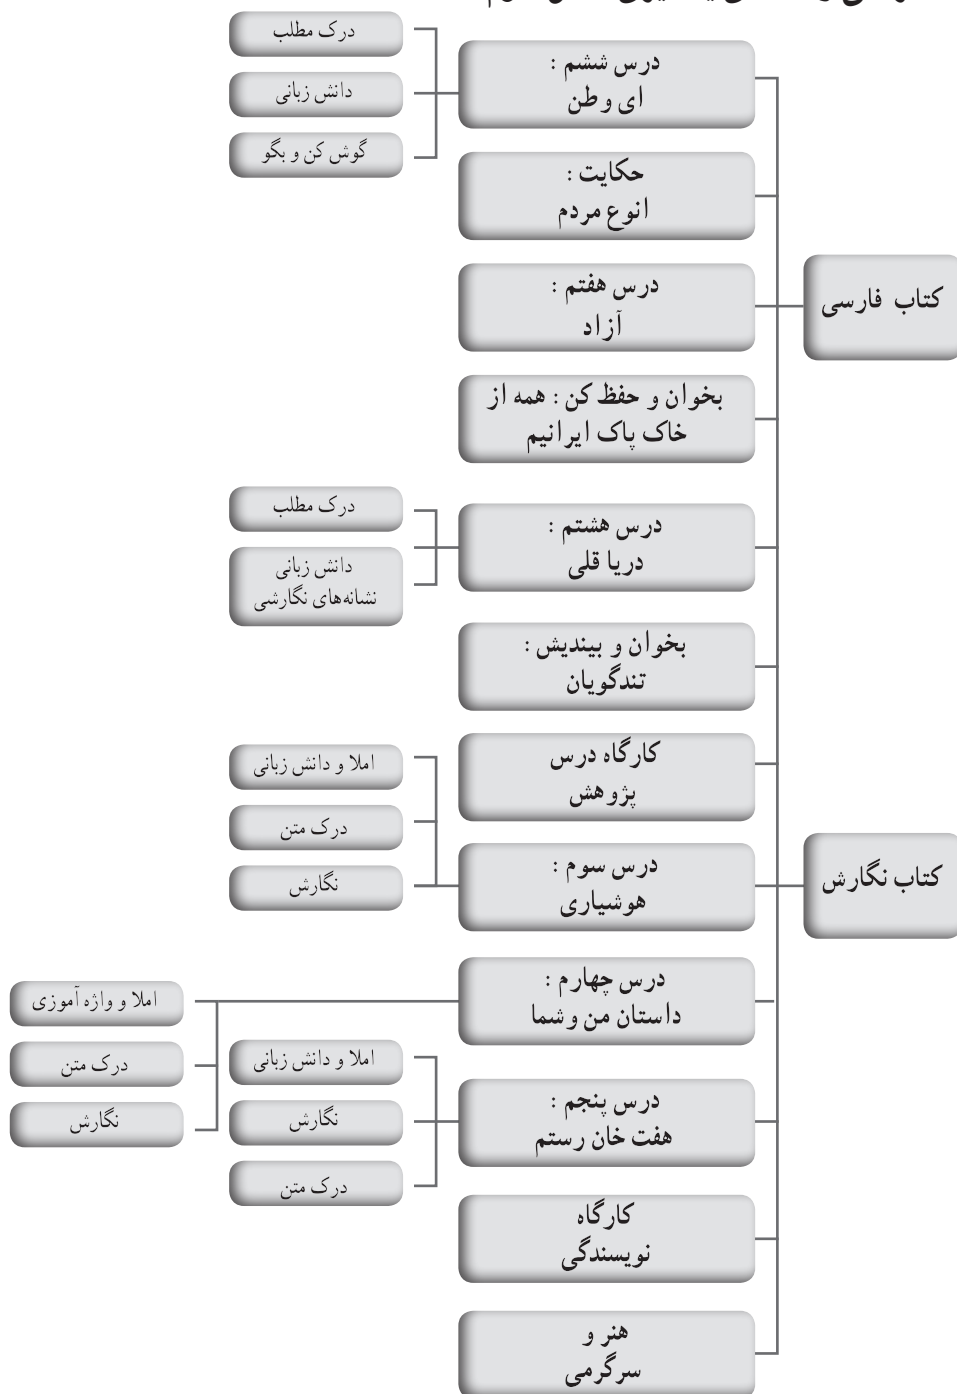 درس ششم :
ای وطن
درک مطلب
دانش زبانی
گوش کن و بگو
حکایت :
انوع مردم
کتاب فارسی
درس هفتم :
آزاد
بخوان و حفظ کن : همه از
خاک پاک ایرانیم
درس هشتم :
دریا قلی
درک مطلب
دانش زبانی
نشانه‌های نگارشی
بخوان و بیندیش :
تندگویان
کارگاه درس
پژوهش
کتاب نگارش
درس سوم :
هوشیاری
املا و دانش زبانی
درک متن
نگارش
درس چهارم :
داستان من وشما
املا و واژه آموزی
درک متن
نگارش
درس پنجم :
هفت خان رستم
املا و دانش زبانی
نگارش
درک متن
کارگاه
نویسندگی
هنر و
سرگرمی